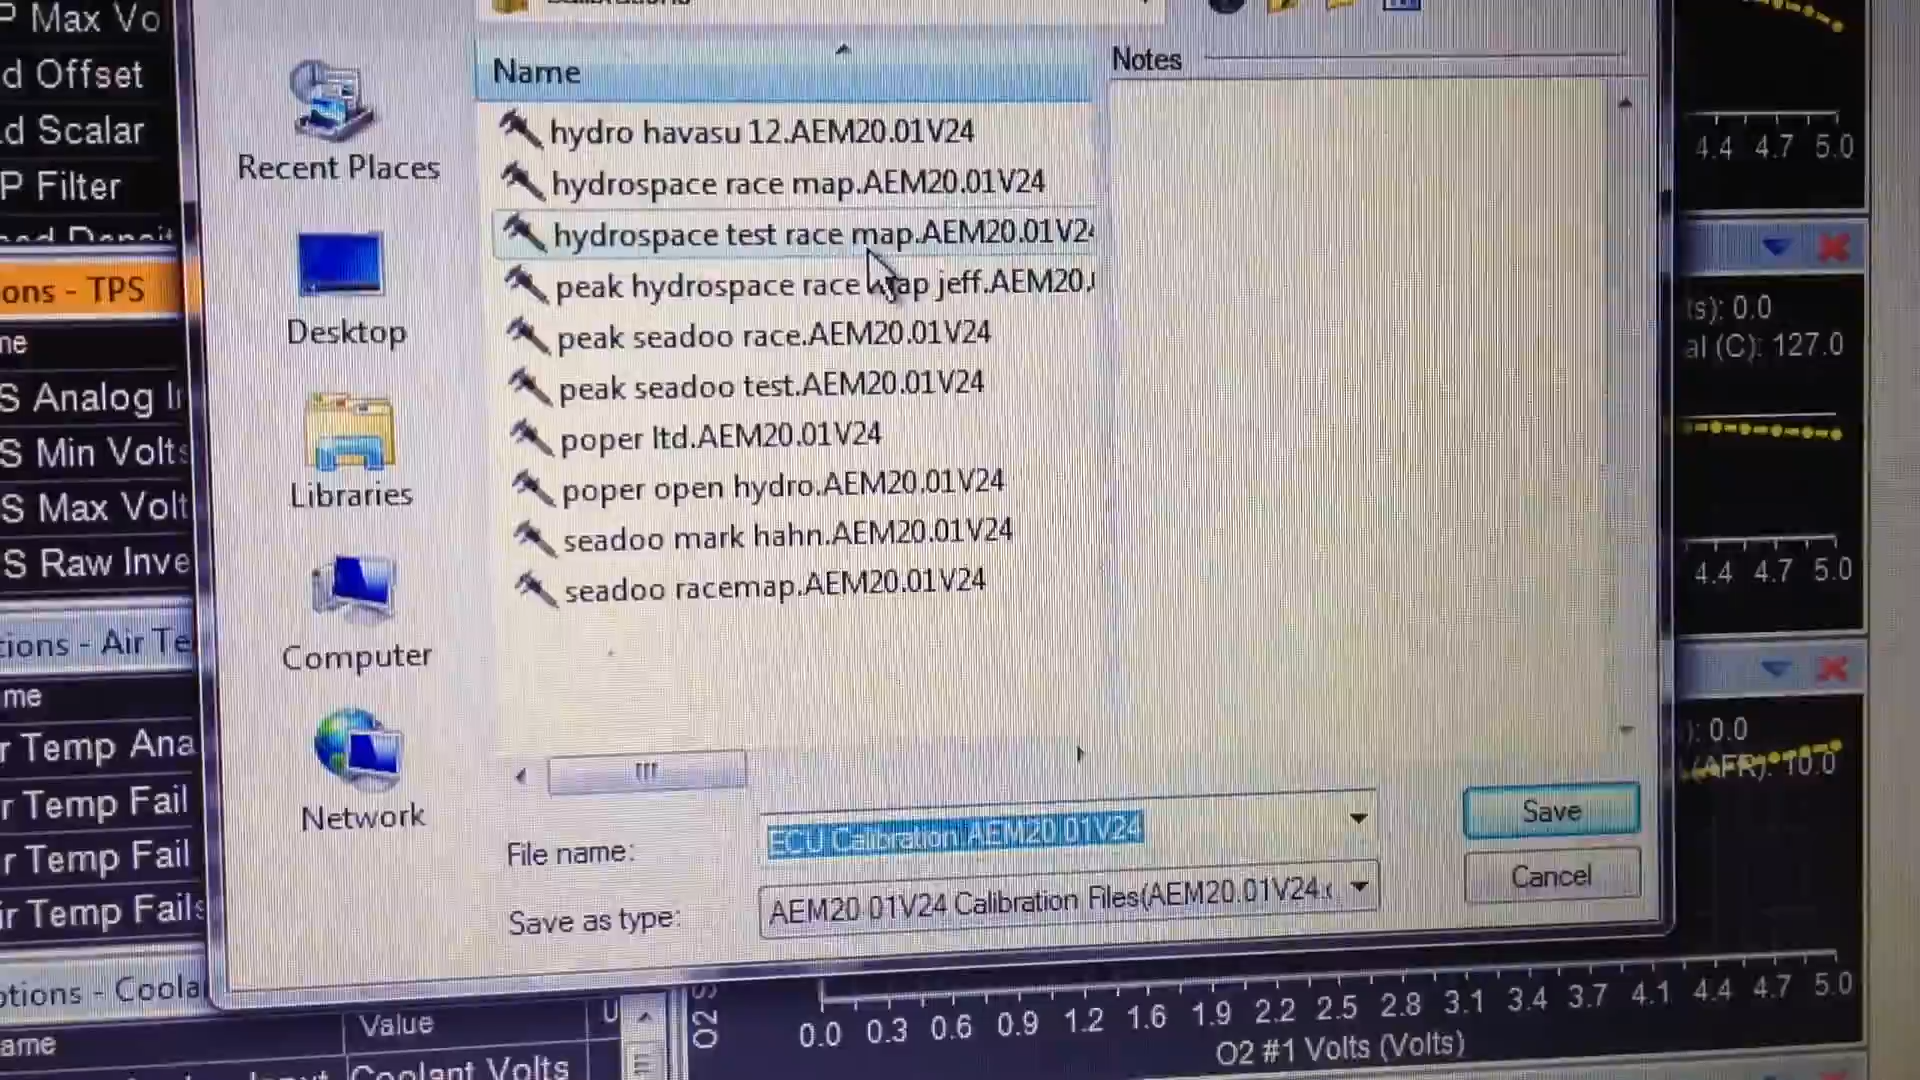 P Max Vo
d Offset
d Scalar
P Filter
ons - TPS
me
S Analog I
S Min Volts
S Max Volt
S Raw Inve
tions - Air Te
me
r Temp Ana
r Temp Fail
r Temp Fail
ir Temp Fails
ptions - Coola
ame
Value
U
Coolant Volts
Recent Places
Desktop
Libraries
Computer
Network
Name
hydro havasu 12.AEM20.01V24
hydrospace race map.AEM20.01V24
hydrospace test race map.AEM20.01V24
peak hydrospace race map jeff.AEM20.
peak seadoo race.AEM20.01V24
peak seadoo test.AEM20.01V24
poper ltd.AEM20.01V24
poper open hydro.AEM20.01V24
seadoo mark hahn.AEM20.01V24
seadoo racemap.AEM20.01V24
Notes
File name:
ECU Calibration.AEM20.01V24
Save as type:
AEM20.01V24 Calibration Files(AEM20.01V24.c
Save
Cancel
4.4 4.7 5.0
ts): 0.0
al (C): 127.0
4.4 4.7 5.0
): 0.0
(AFR): 10.0
O2 S
0.0 0.3 0.6 0.9 1.2 1.6 1.9 2.2 2.5 2.8 3.1 3.4 3.7 4.1 4.4 4.7 5.0
O2 #1 Volts (Volts)